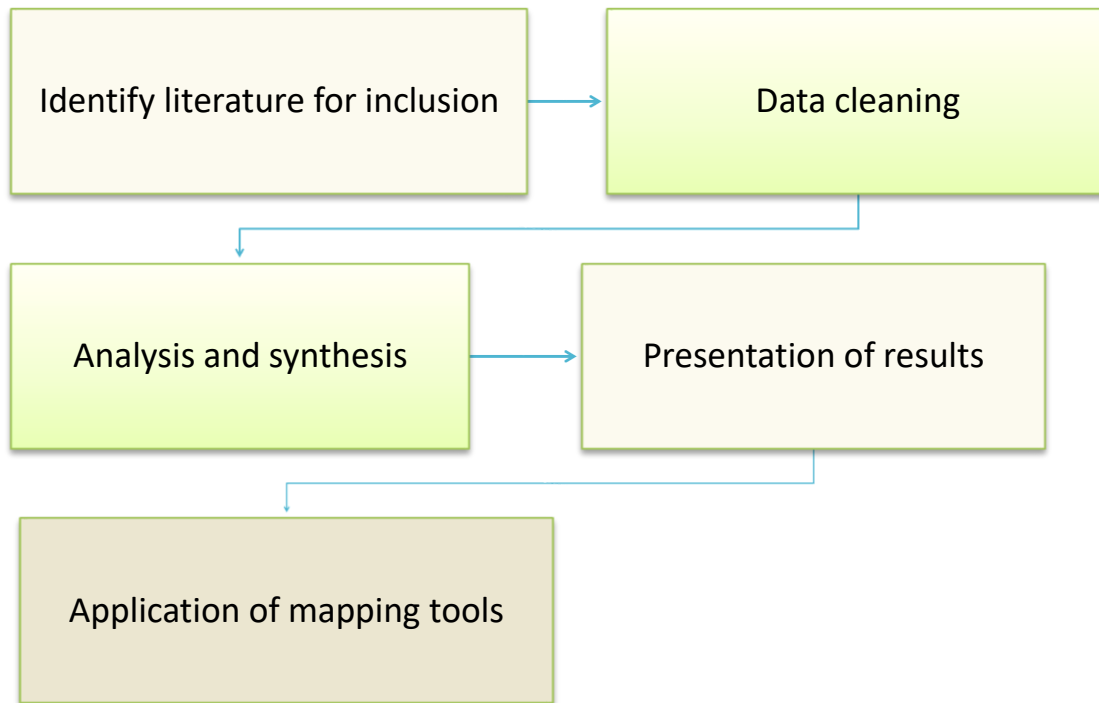 Identify literature for inclusion
Data cleaning
Analysis and synthesis
Presentation of results
Application of mapping tools